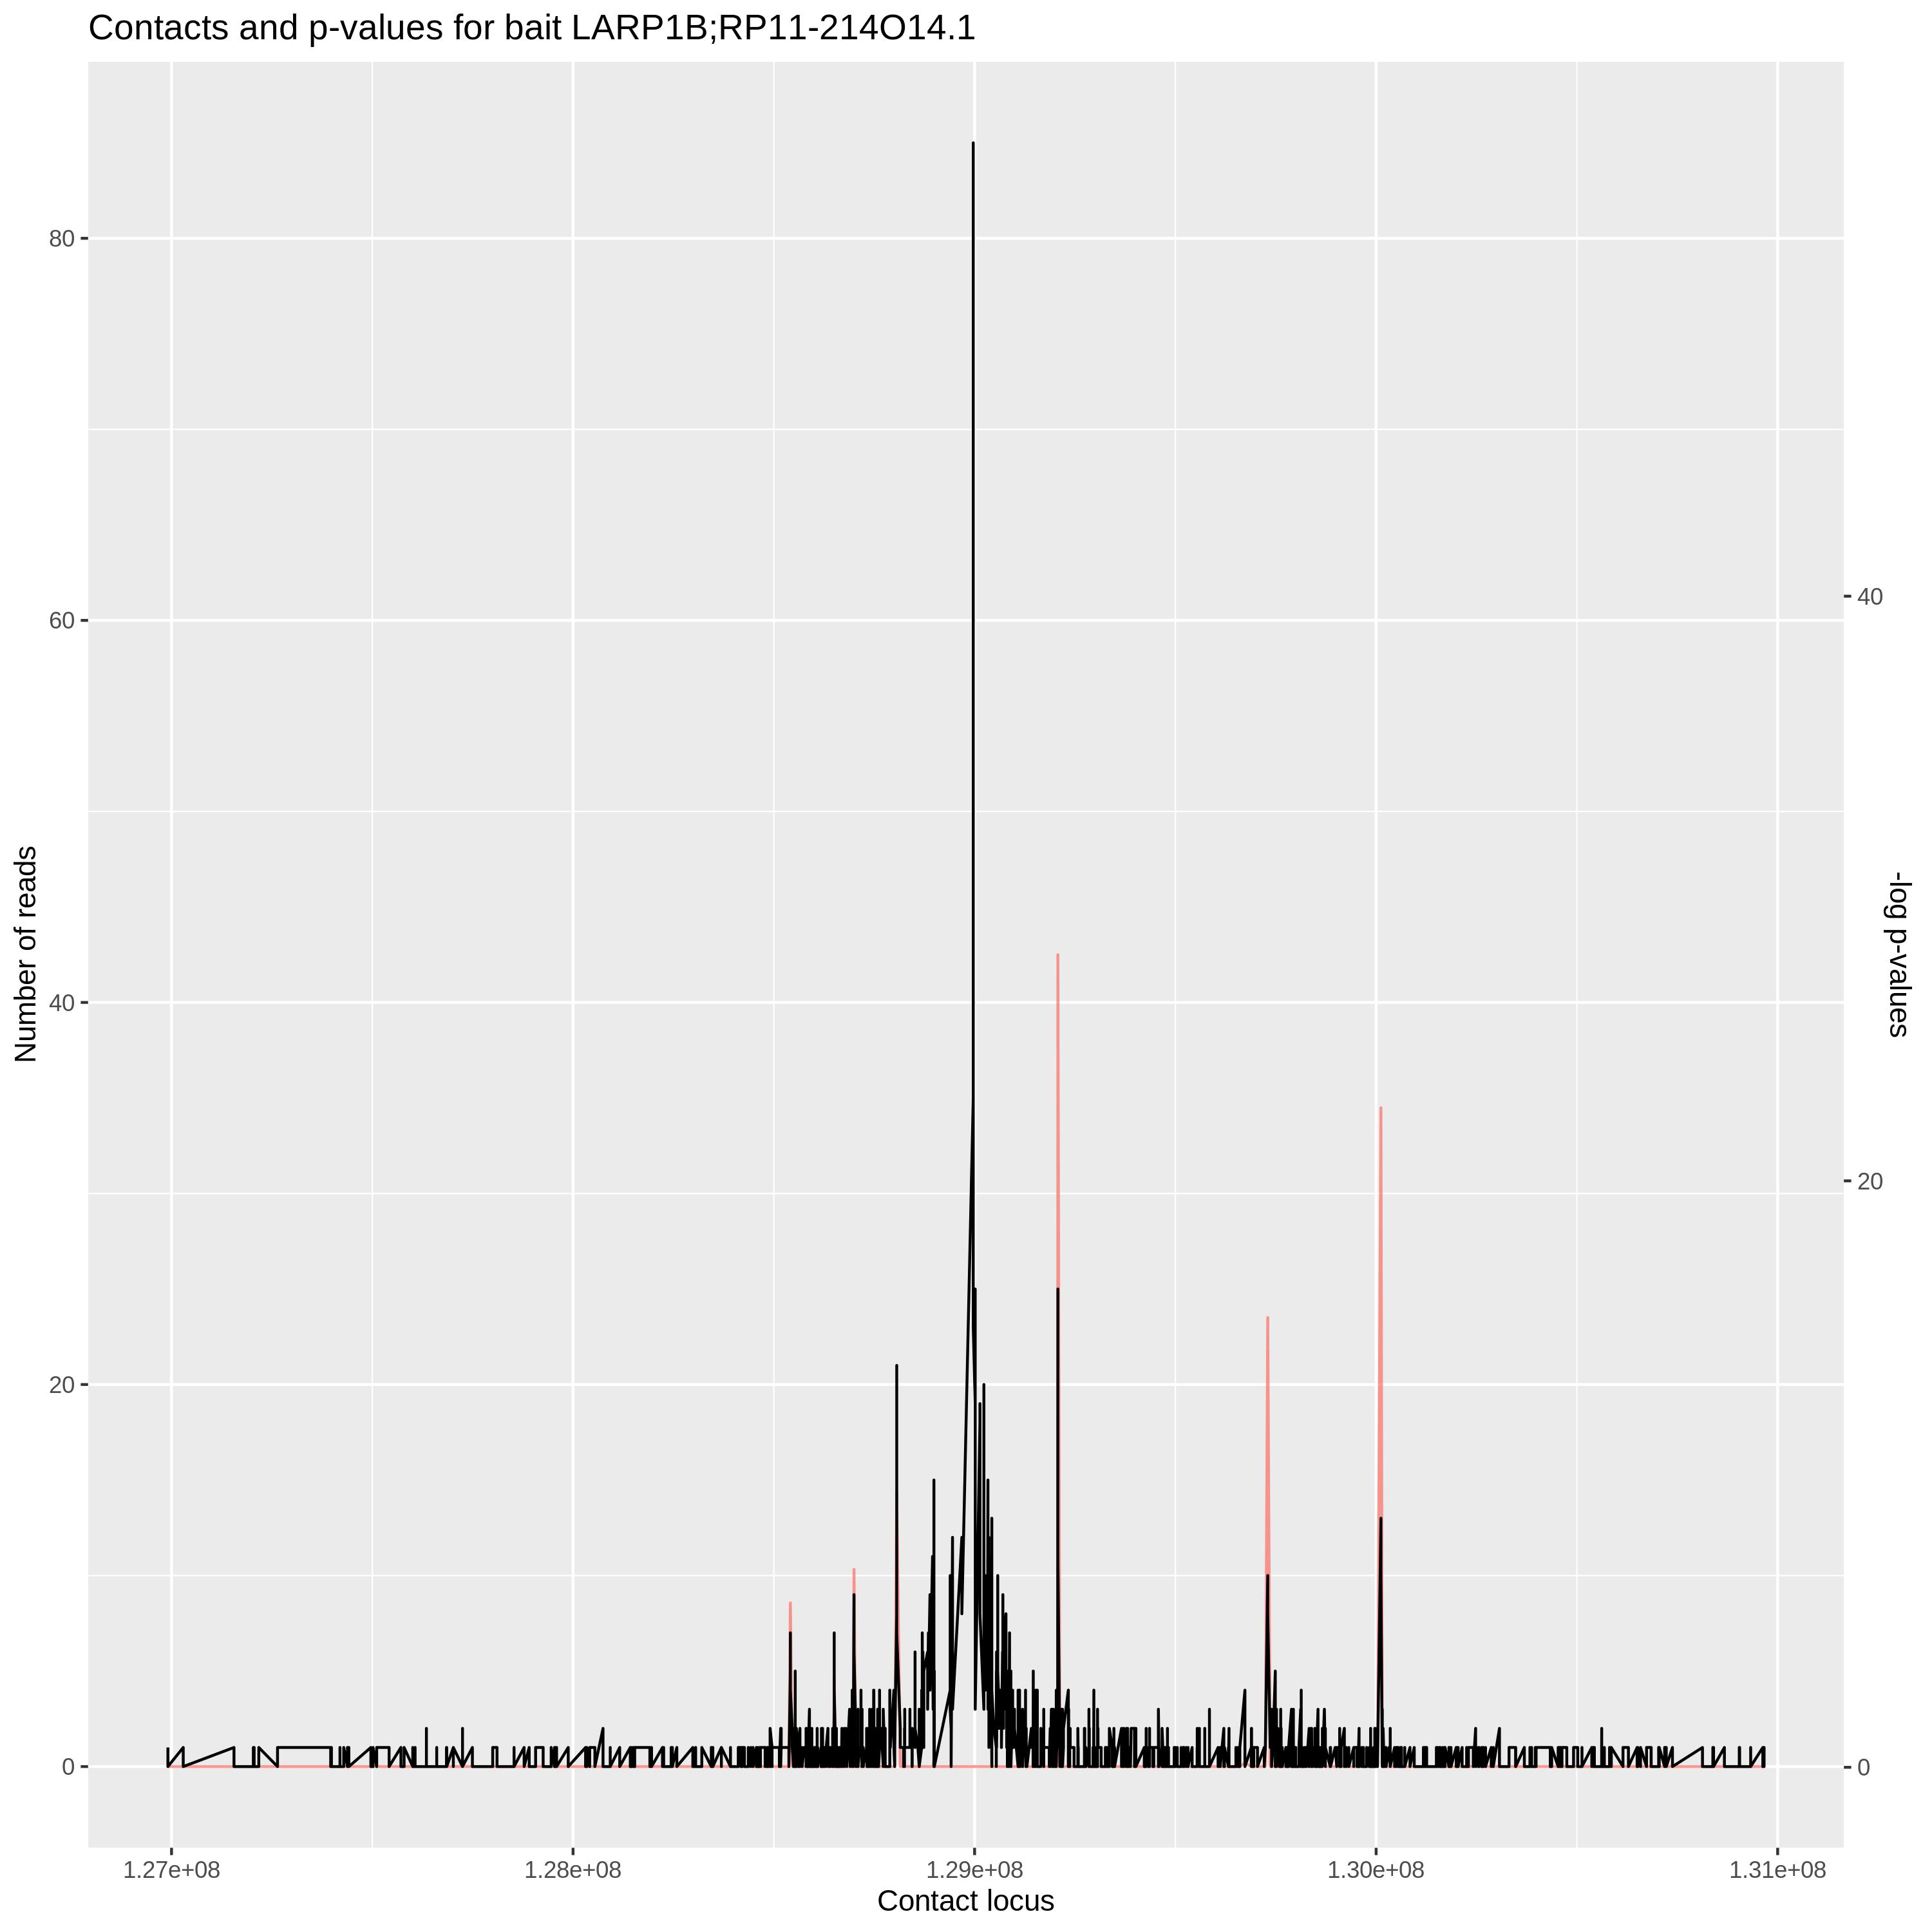 Contacts and p-values for bait LARP1B;RP11-214O14.1
80
60
40
20
0
Number of reads
40
20
0
-log p-values
1.27e+08
1.28e+08
1.29e+08
1.30e+08
1.31e+08
Contact locus